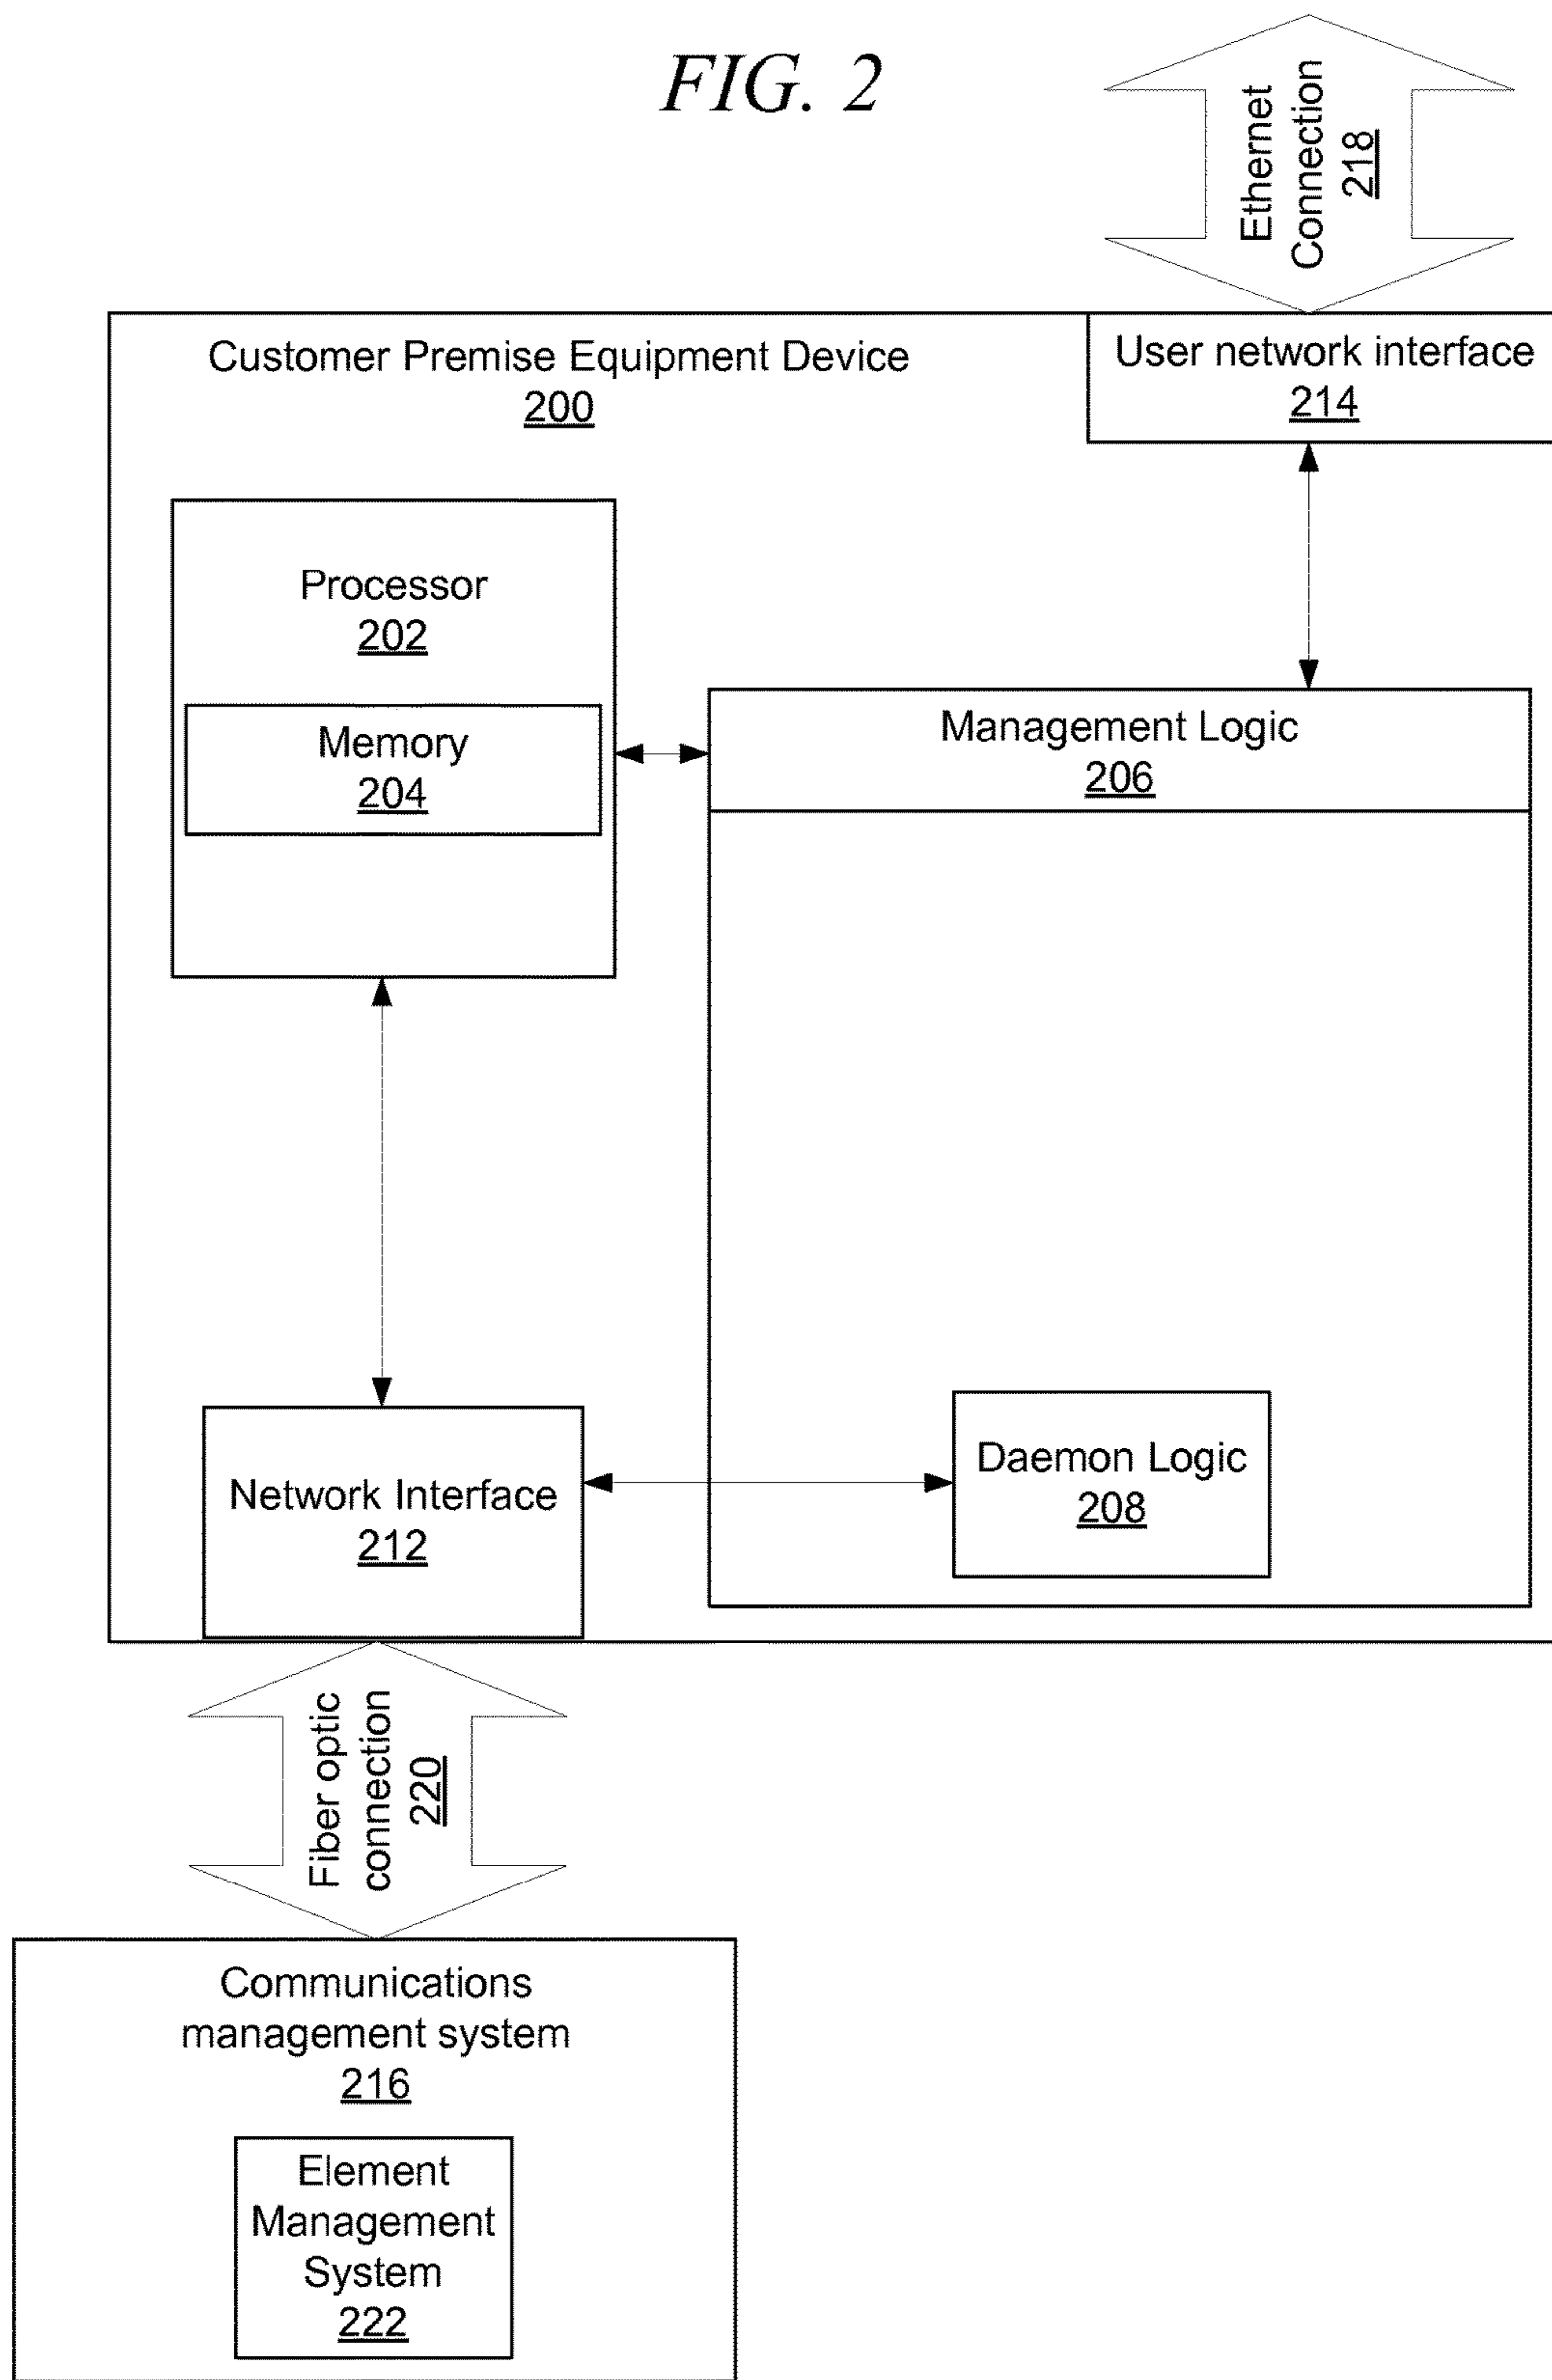 FIG. 2
Ethernet
Connection
218
Customer Premise Equipment Device
200
User network interface
214
Processor
202
Memory
204
Management Logic
206
Daemon Logic
208
Network Interface
212
Fiber optic
connection
220
Communications
management system
216
Element
Management
System
222